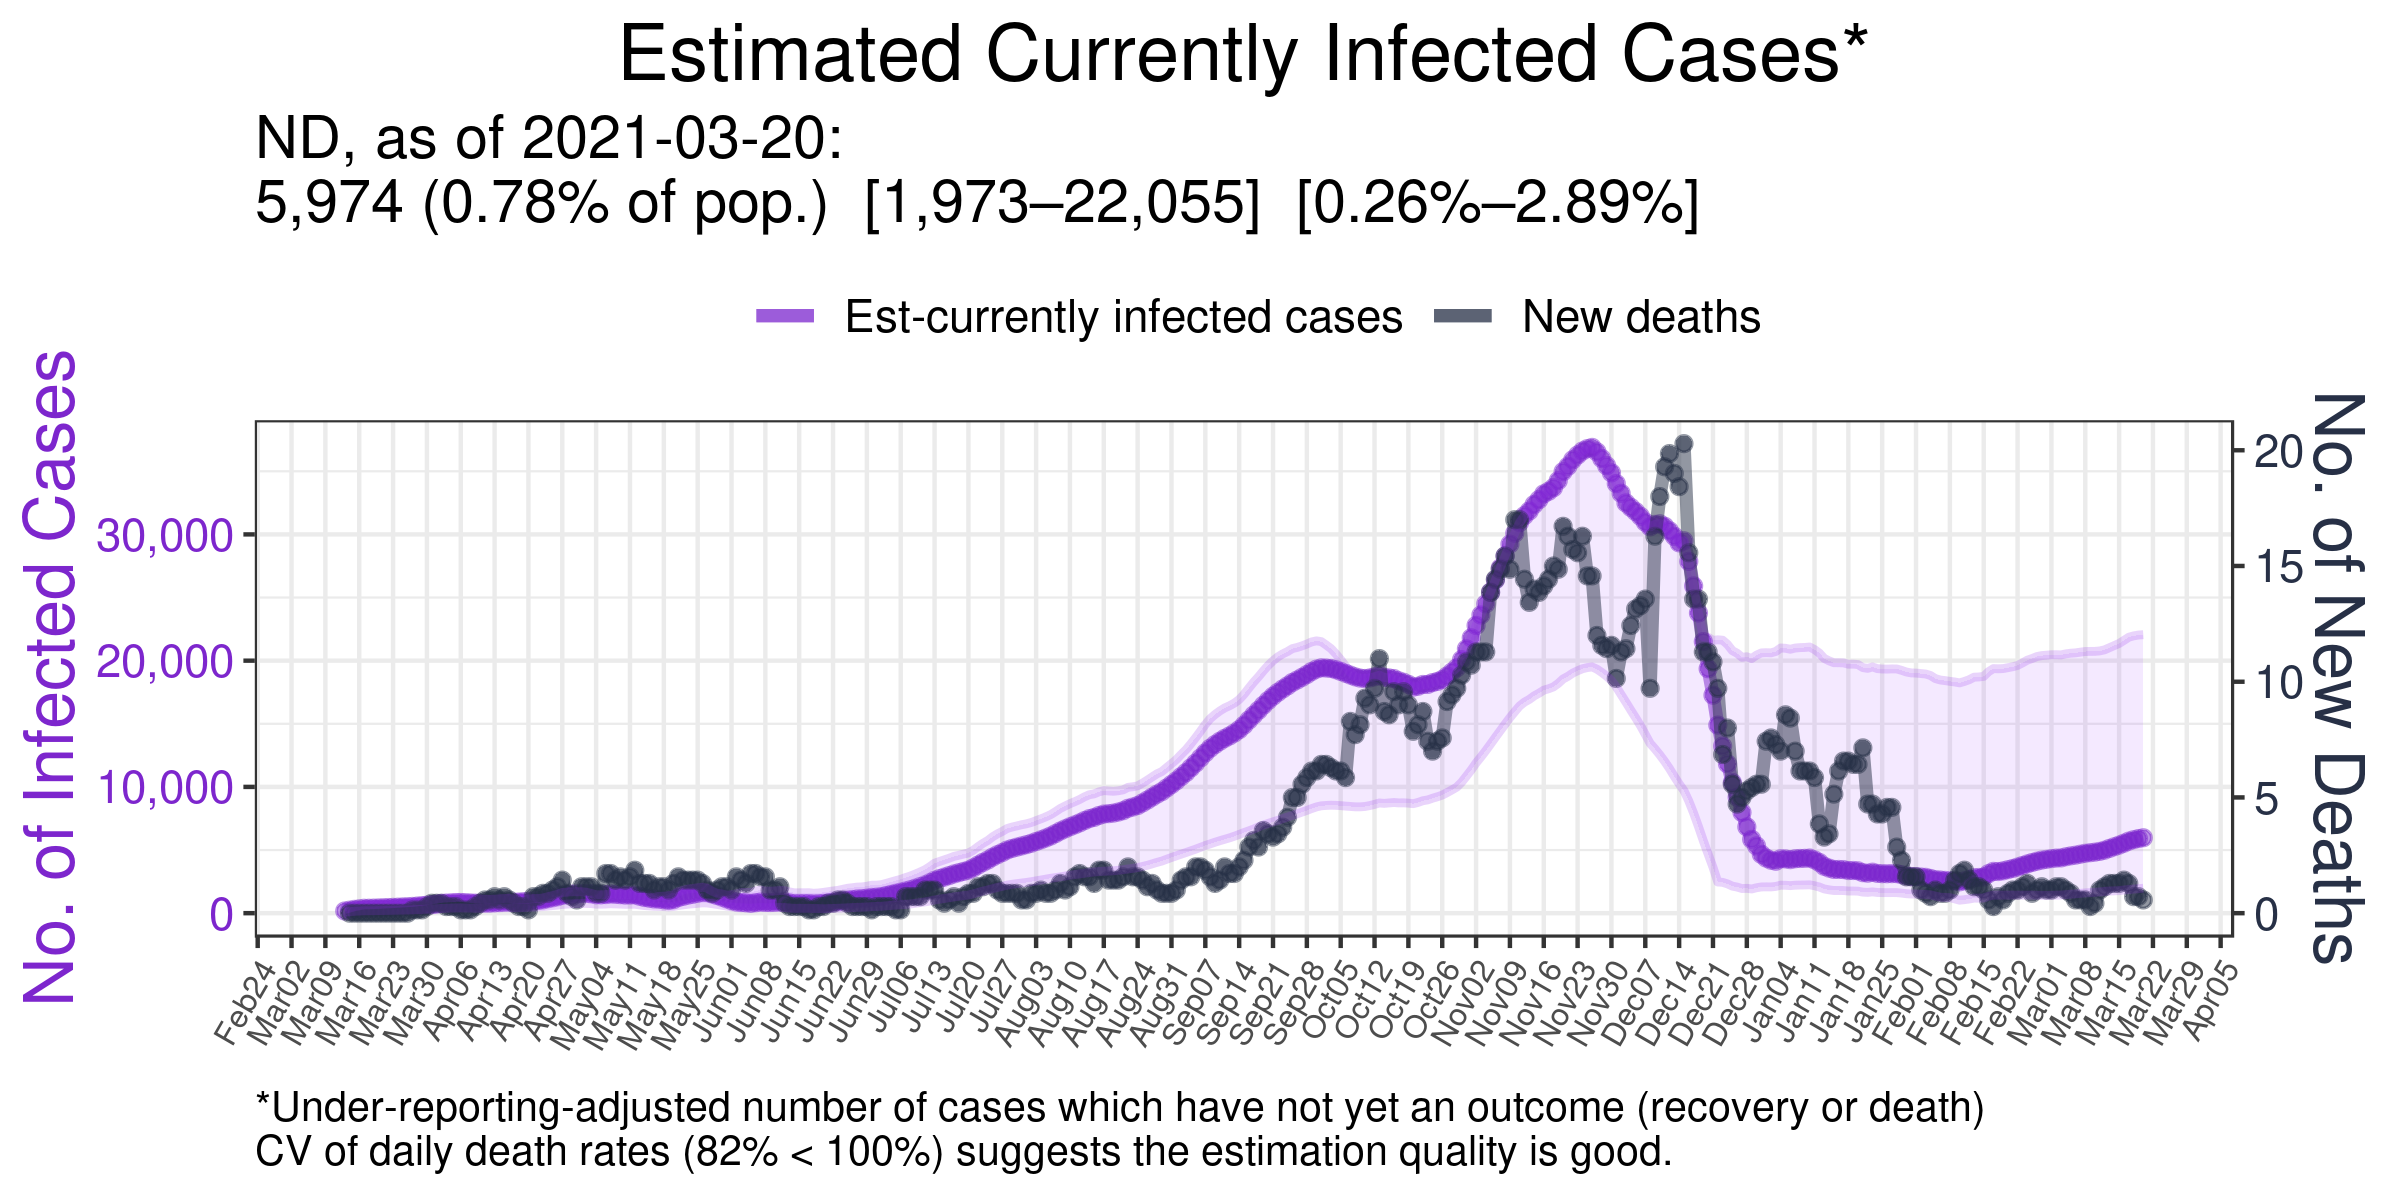 Estimated Currently Infected Cases*
ND, as of 2021-03-20:
5,974 (0.78% of pop.) [1,973–22,055] [0.26%–2.89%]
Est-currently infected cases New deaths
No. of Infected Cases
30,000
20,000
10,000
0
20
15
10
5
0
No. of New Deaths
Feb24 Mar02 Mar09 Mar16 Mar23 Mar30 Apr06 Apr13 Apr20 Apr27 May04 May11 May18 May25 Jun01 Jun08 Jun15 Jun22 Jun29 Jul06 Jul13 Jul20 Jul27 Aug03 Aug10 Aug17 Aug24 Aug31 Sep07 Sep14 Sep21 Sep28 Oct05 Oct12 Oct19 Oct26 Nov02 Nov09 Nov16 Nov23 Nov30 Dec07 Dec14 Dec21 Dec28 Jan04 Jan11 Jan18 Jan25 Feb01 Feb08 Feb15 Feb22 Mar01 Mar08 Mar15 Mar22 Mar29 Apr05
*Under-reporting-adjusted number of cases which have not yet an outcome (recovery or death)
CV of daily death rates (82% < 100%) suggests the estimation quality is good.